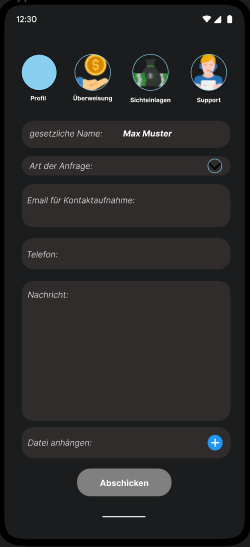 12:30
Profil Überweisung Sichteinlagen Support
gesetzliche Name: Max Muster
Art der Anfrage:
Email für Kontaktaufnahme:
Telefon:
Nachricht:
Datei anhängen:
Abschicken